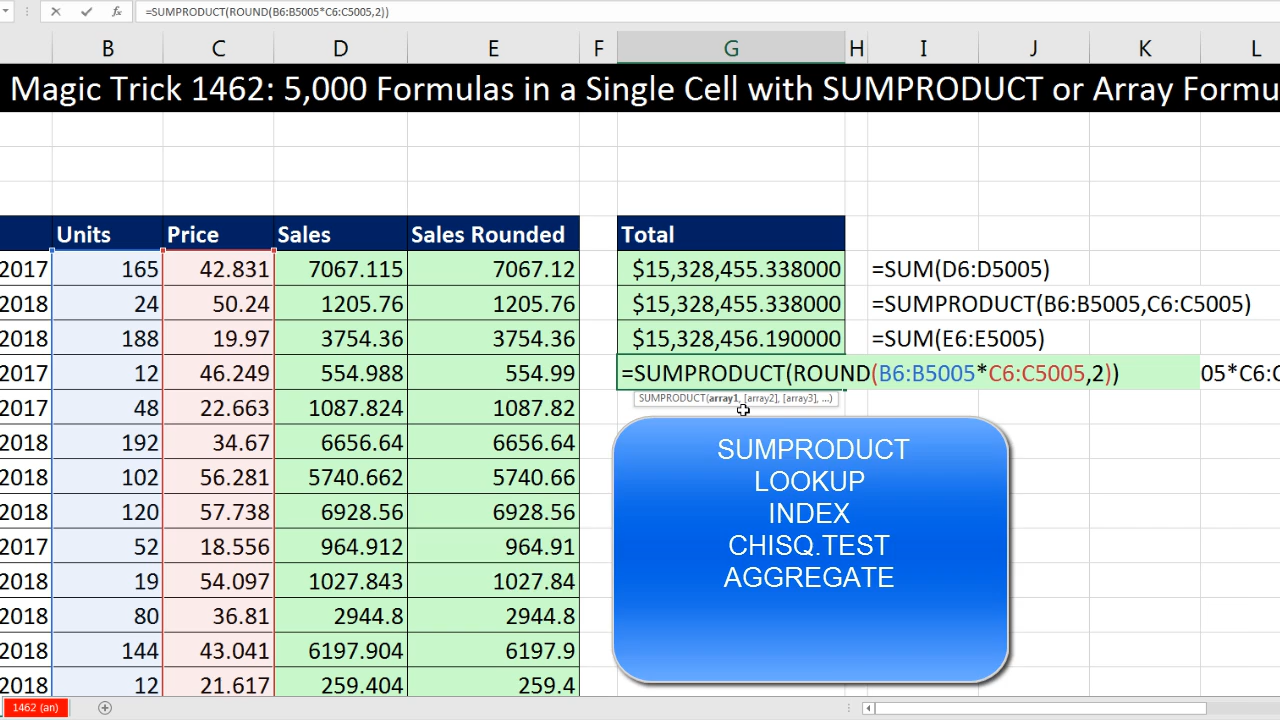 =SUMPRODUCT(ROUND(B6:B5005*C6:C5005,2))
B C D E F G H I J K L
Magic Trick 1462: 5,000 Formulas in a Single Cell with SUMPRODUCT or Array Formu
Units Price Sales Sales Rounded Total
2017 165 42.831 7067.115 7067.12 $15,328,455.338000 =SUM(D6:D5005)
2018 24 50.24 1205.76 1205.76 $15,328,455.338000 =SUMPRODUCT(B6:B5005,C6:C5005)
2018 188 19.97 3754.36 3754.36 $15,328,456.190000 =SUM(E6:E5005)
2017 12 46.249 554.988 554.99 =SUMPRODUCT(ROUND(B6:B5005*C6:C5005,2)) 05*C6:C
SUMPRODUCT(array1, [array2], [array3], ...)
2017 48 22.663 1087.824 1087.82
2018 192 34.67 6656.64 6656.64
2018 102 56.281 5740.662 5740.66
2018 120 57.738 6928.56 6928.56
2017 52 18.556 964.912 964.91
2018 19 54.097 1027.843 1027.84
2018 80 36.81 2944.8 2944.8
2018 144 43.041 6197.904 6197.9
2018 12 21.617 259.404 259.4
SUMPRODUCT
LOOKUP
INDEX
CHISQ.TEST
AGGREGATE
1462 (an)